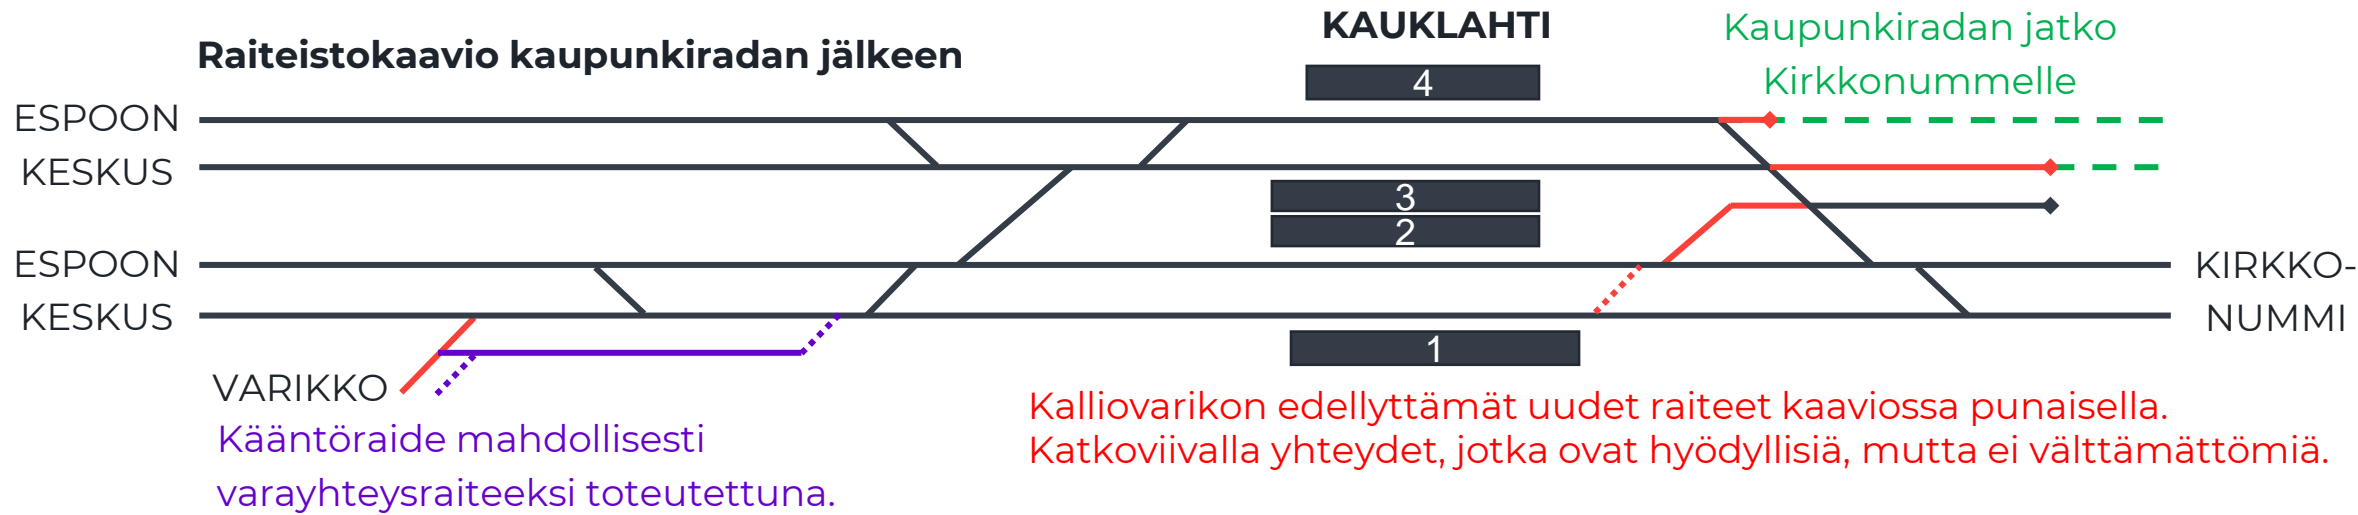 Raiteistokaavio kaupunkiradan jälkeen
KAUKLAHTI
Kaupunkiradan jatko
Kirkkonummelle
4
ESPOON
KESKUS
3
2
ESPOON
KESKUS
KIRKKO-
NUMMI
1
VARIKKO
Kääntöraide mahdollisesti
varayhteysraiteeksi toteutettuna.
Kalliovarikon edellyttämät uudet raiteet kaaviossa punaisella.
Katkoviivalla yhteydet, jotka ovat hyödyllisiä, mutta ei välttämättömiä.